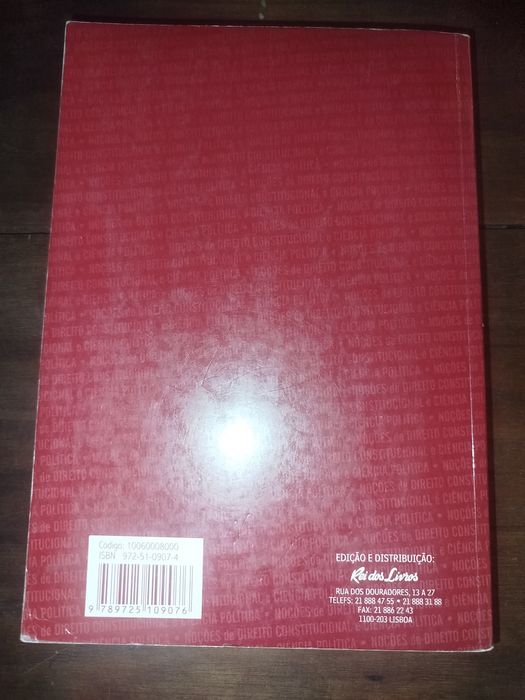 NOÇÕES de DIREITO CONSTITUCIONAL e CIÊNCIA POLÍTICA
Código: 10060008000
ISBN 972-51-0907-4
9 789725 109076
EDIÇÃO E DISTRIBUIÇÃO:
Rei dos Livros
RUA DOS DOURADORES, 13 A 27
TELEFS: 21 888 47 55 * 21 888 31 88
FAX: 21 886 22 43
1100-203 LISBOA